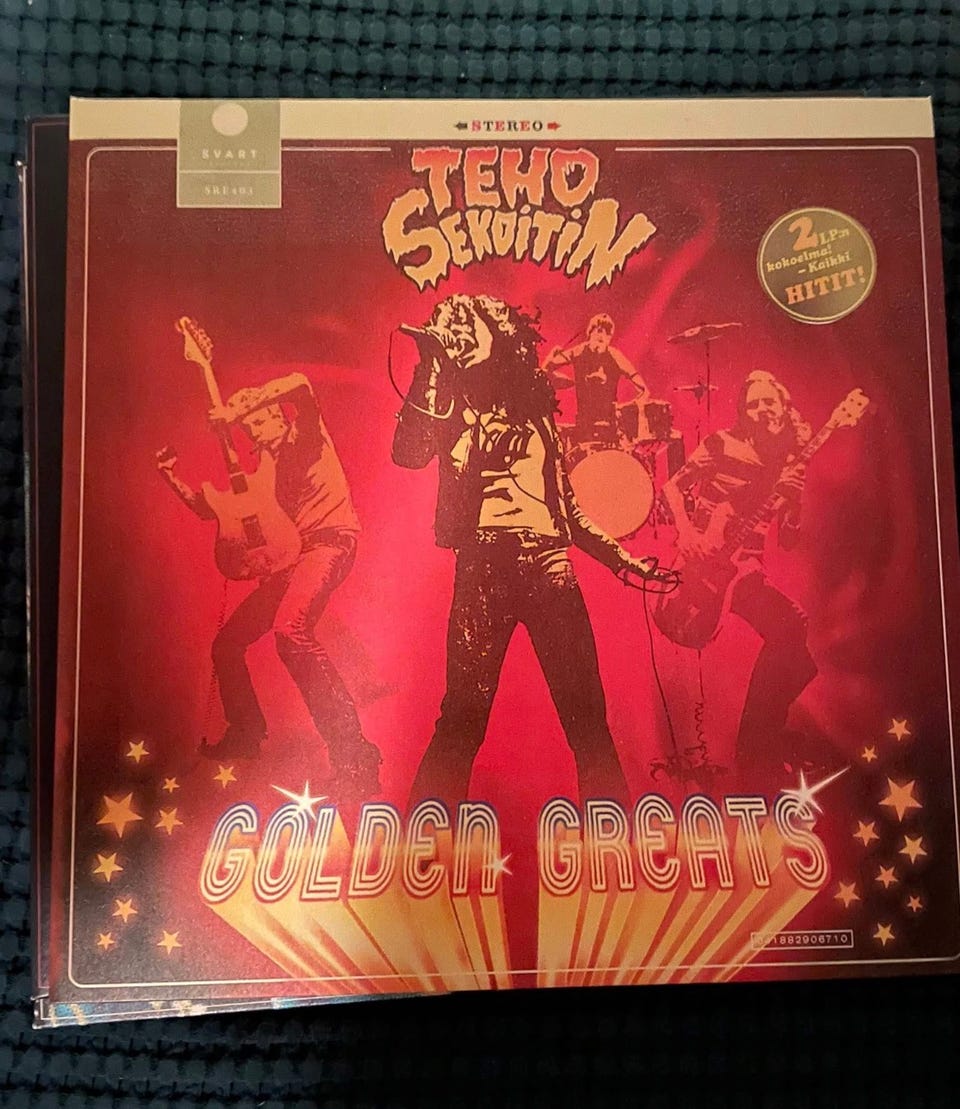 STEREO
SVART
SRE403
TEHO
SEKOITIN
2 LP:n
kokoelma!
- Kaikki
HITIT!
GOLDEN GREATS